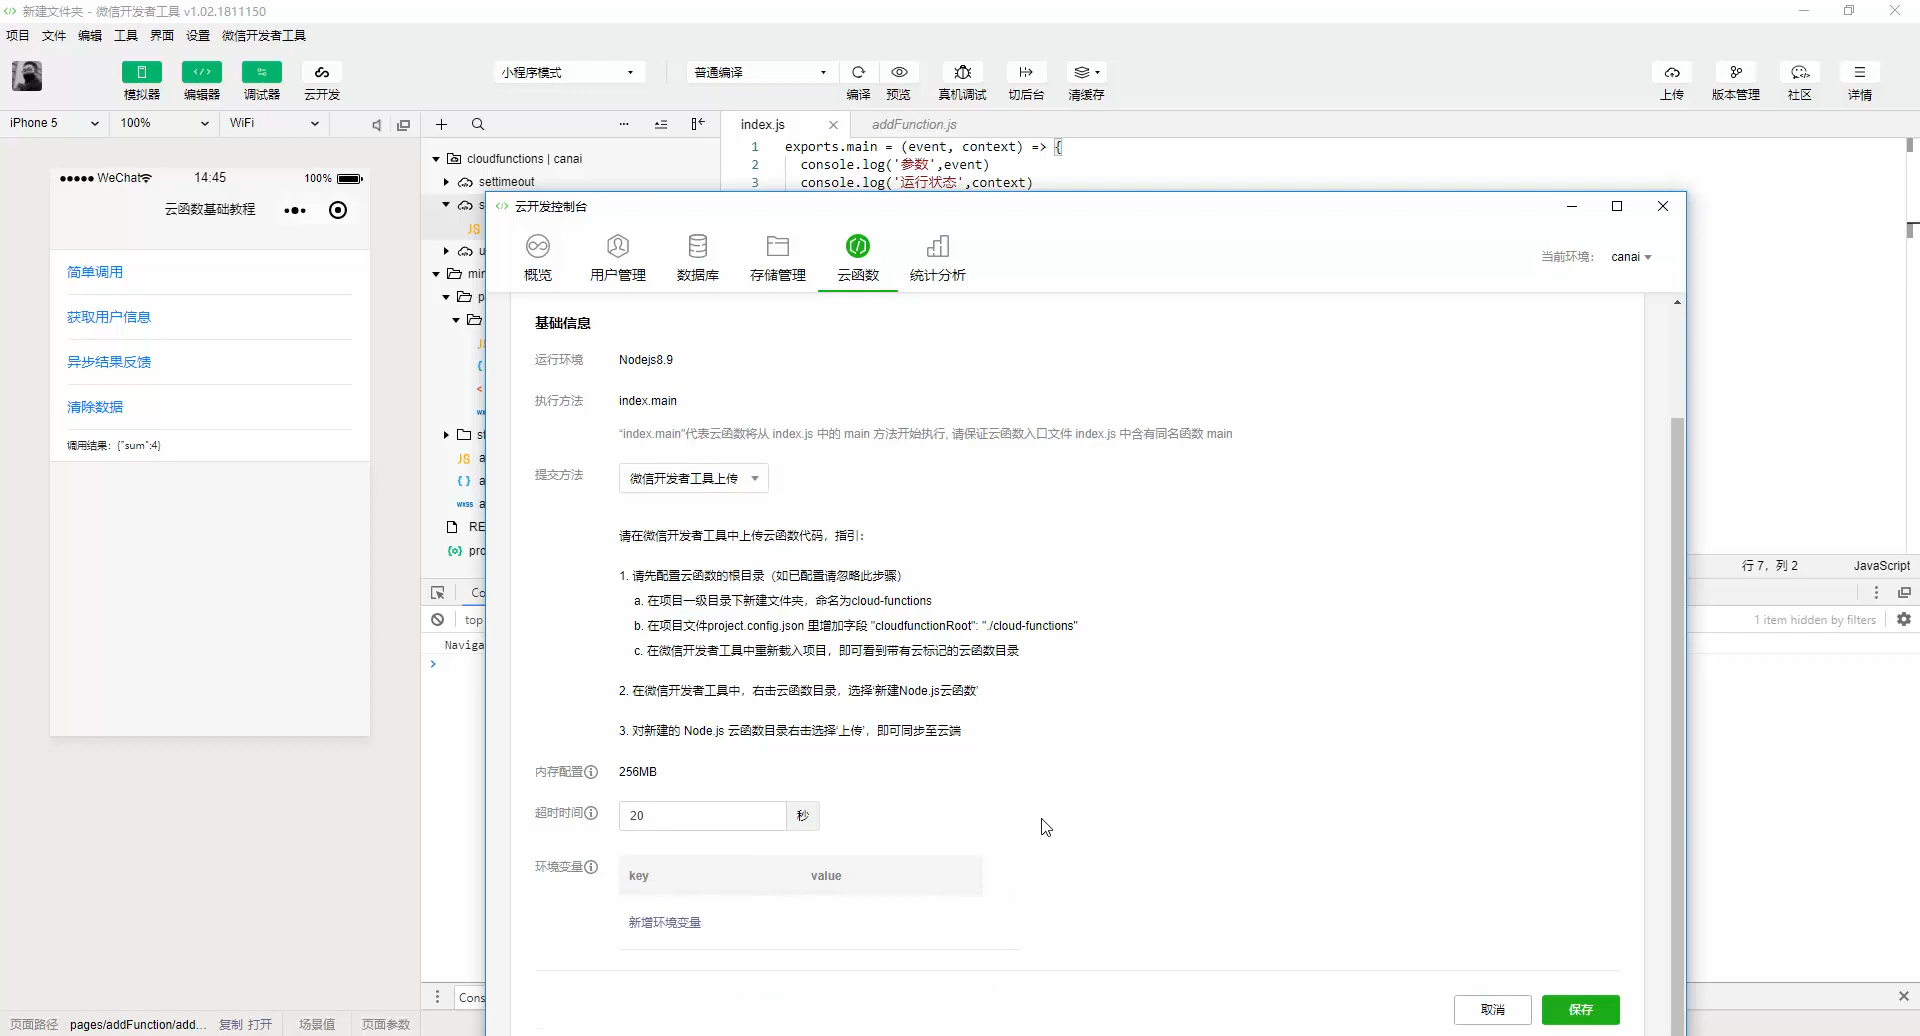 新建文件夹 - 微信开发者工具 v1.02.1811150
项目 文件 编辑 工具 界面 设置 微信开发者工具
模拟器 编辑器 调试器 云开发
小程序模式
普通编译
编译 预览 真机调试 切后台 清缓存
上传 版本管理 社区 详情
iPhone 5 100% WiFi
index.js
addFunction.js
WeChat 14:45 100%
云函数基础教程
简单调用
获取用户信息
异步结果反馈
清除数据
调用结果：{"sum":4}
cloudfunctions | canai
settimeout
s
JS
u
min
p
JS
{
<
wx
st
JS a
{ } a
wxss a
RE
{o} pro
1 exports.main = (event, context) => {
2 console.log('参数',event)
3 console.log('运行状态',context)
云开发控制台
概览 用户管理 数据库 存储管理 云函数 统计分析
当前环境： canai
基础信息
运行环境 Nodejs8.9
执行方法 index.main
“index.main”代表云函数将从 index.js 中的 main 方法开始执行, 请保证云函数入口文件 index.js 中含有同名函数 main
提交方法 微信开发者工具上传
请在微信开发者工具中上传云函数代码，指引：
1. 请先配置云函数的根目录（如已配置请忽略此步骤）
a. 在项目一级目录下新建文件夹，命名为cloud-functions
b. 在项目文件project.config.json 里增加字段 "cloudfunctionRoot": "./cloud-functions"
c. 在微信开发者工具中重新载入项目，即可看到带有云标记的云函数目录
2. 在微信开发者工具中，右击云函数目录，选择‘新建Node.js云函数’
3. 对新建的 Node.js 云函数目录右击选择‘上传’，即可同步至云端
内存配置 256MB
超时时间 20 秒
环境变量 key value
新增环境变量
取消 保存
行 7，列 2 JavaScript
Co
top
1 item hidden by filters
Naviga
Cons
页面路径 pages/addFunction/add... 复制 打开 场景值 页面参数